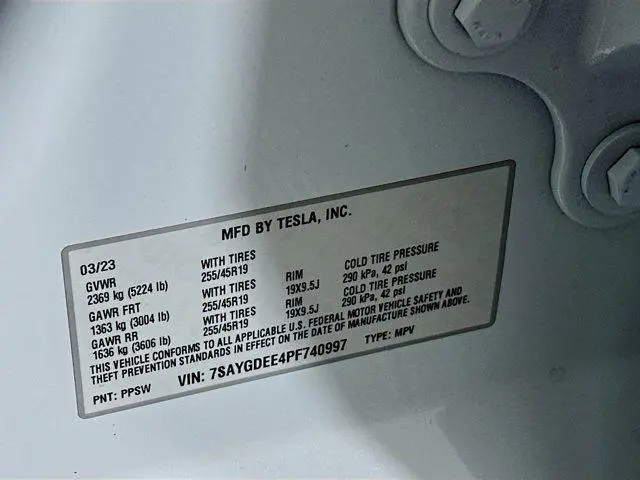 MFD BY TESLA, INC.
03/23
GVWR WITH TIRES RIM COLD TIRE PRESSURE
2369 kg (5224 lb) 255/45R19 19X9.5J 290 kPa, 42 psi
GAWR FRT WITH TIRES RIM COLD TIRE PRESSURE
1363 kg (3004 lb) 255/45R19 19X9.5J 290 kPa, 42 psi
GAWR RR WITH TIRES
1636 kg (3606 lb) 255/45R19
THIS VEHICLE CONFORMS TO ALL APPLICABLE U.S. FEDERAL MOTOR VEHICLE SAFETY AND
THEFT PREVENTION STANDARDS IN EFFECT ON THE DATE OF MANUFACTURE SHOWN ABOVE.
PNT: PPSW VIN: 7SAYGDEE4PF740997 TYPE: MPV